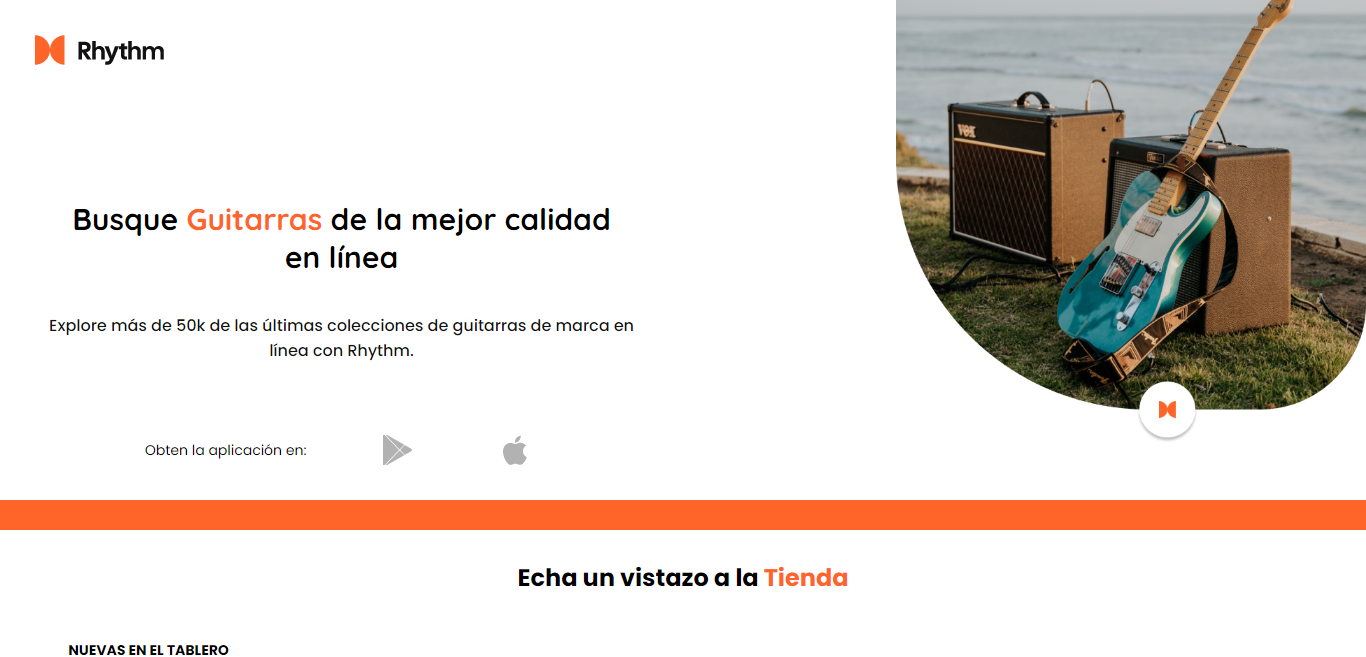 Rhythm
VOX
Busque Guitarras de la mejor calidad
en línea
Explore más de 50k de las últimas colecciones de guitarras de marca en
línea con Rhythm.
Obten la aplicación en:
Echa un vistazo a la Tienda
NUEVAS EN EL TABLERO